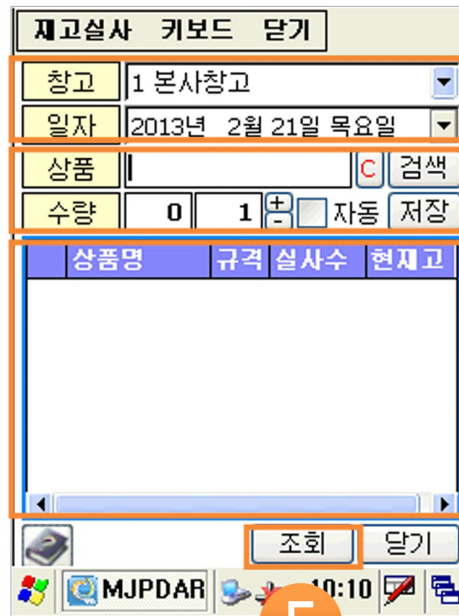 재고실사 키보드 닫기
창고 1 본사창고
일자 2013년 2월 21일 목요일
상품 C 검색
수량 0 1 + - 자동 저장
상품명 규격 실사수 현재고
조회 닫기
MJPDAR 10:10
5